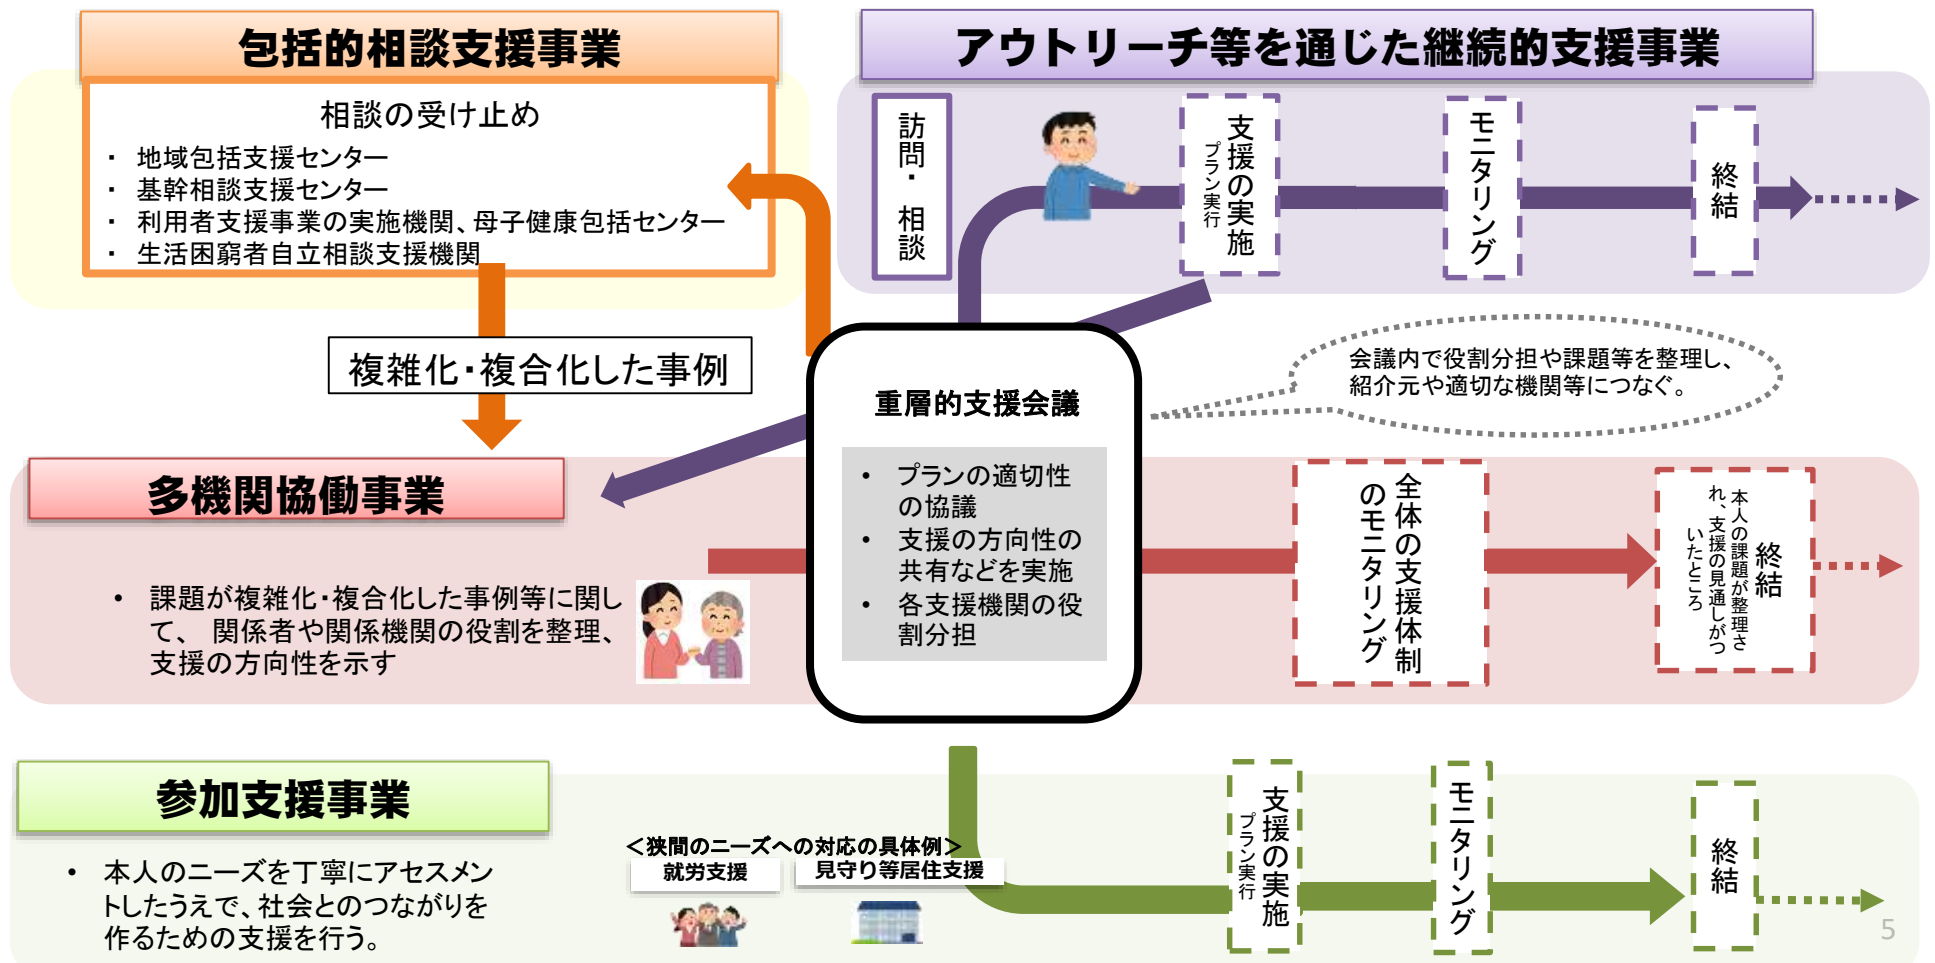 包括的相談支援事業
相談の受け止め
・ 地域包括支援センター
・ 基幹相談支援センター
・ 利用者支援事業の実施機関、母子健康包括センター
・ 生活困窮者自立相談支援機関
複雑化・複合化した事例
アウトリーチ等を通じた継続的支援事業
訪問・ 相談
支援の実施
プラン実行
モニタリング
終結
会議内で役割分担や課題等を整理し、
紹介元や適切な機関等につなぐ。
重層的支援会議
• プランの適切性
の協議
• 支援の方向性の
共有などを実施
• 各支援機関の役
割分担
多機関協働事業
• 課題が複雑化・複合化した事例等に関し
て、 関係者や関係機関の役割を整理、
支援の方向性を示す
全体の支援体制
のモニタリング
終結
本人の課題が整理さ
れ、支援の見通しがつ
いたところ
参加支援事業
• 本人のニーズを丁寧にアセスメン
トしたうえで、社会とのつながりを
作るための支援を行う。
＜狭間のニーズへの対応の具体例＞
就労支援
見守り等居住支援
支援の実施
プラン実行
モニタリング
終結
5